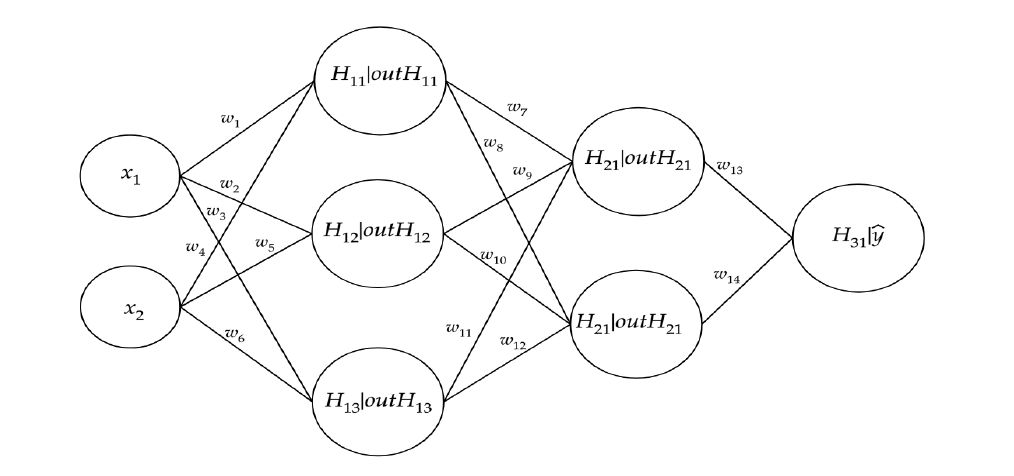 H₁₁|outH₁₁
w₇
w₁
w₈
H₂₁|outH₂₁
x₁
w₂
w₉
w₁₃
w₃
H₁₂|outH₁₂
H₃₁|ŷ
w₄
w₅
w₁₀
w₁₄
x₂
w₆
w₁₁
w₁₂
H₂₁|outH₂₁
H₁₃|outH₁₃